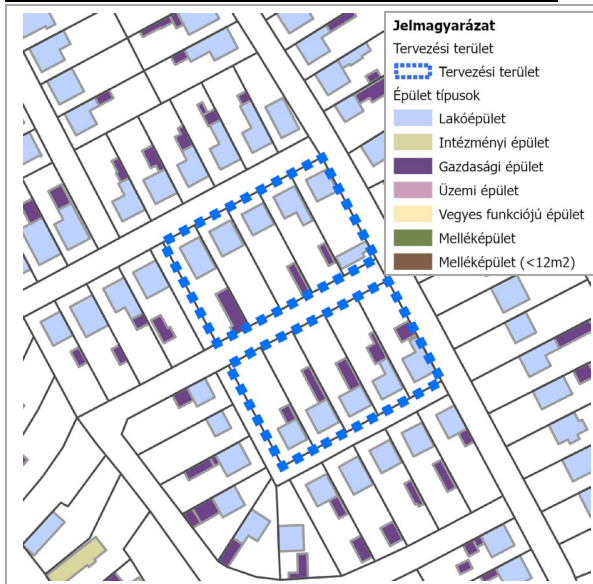 Jelmagyarázat
Tervezési terület
Tervezési terület
Épület típusok
Lakóépület
Intézményi épület
Gazdasági épület
Üzemi épület
Vegyes funkciójú épület
Melléképület
Melléképület (<12m2)